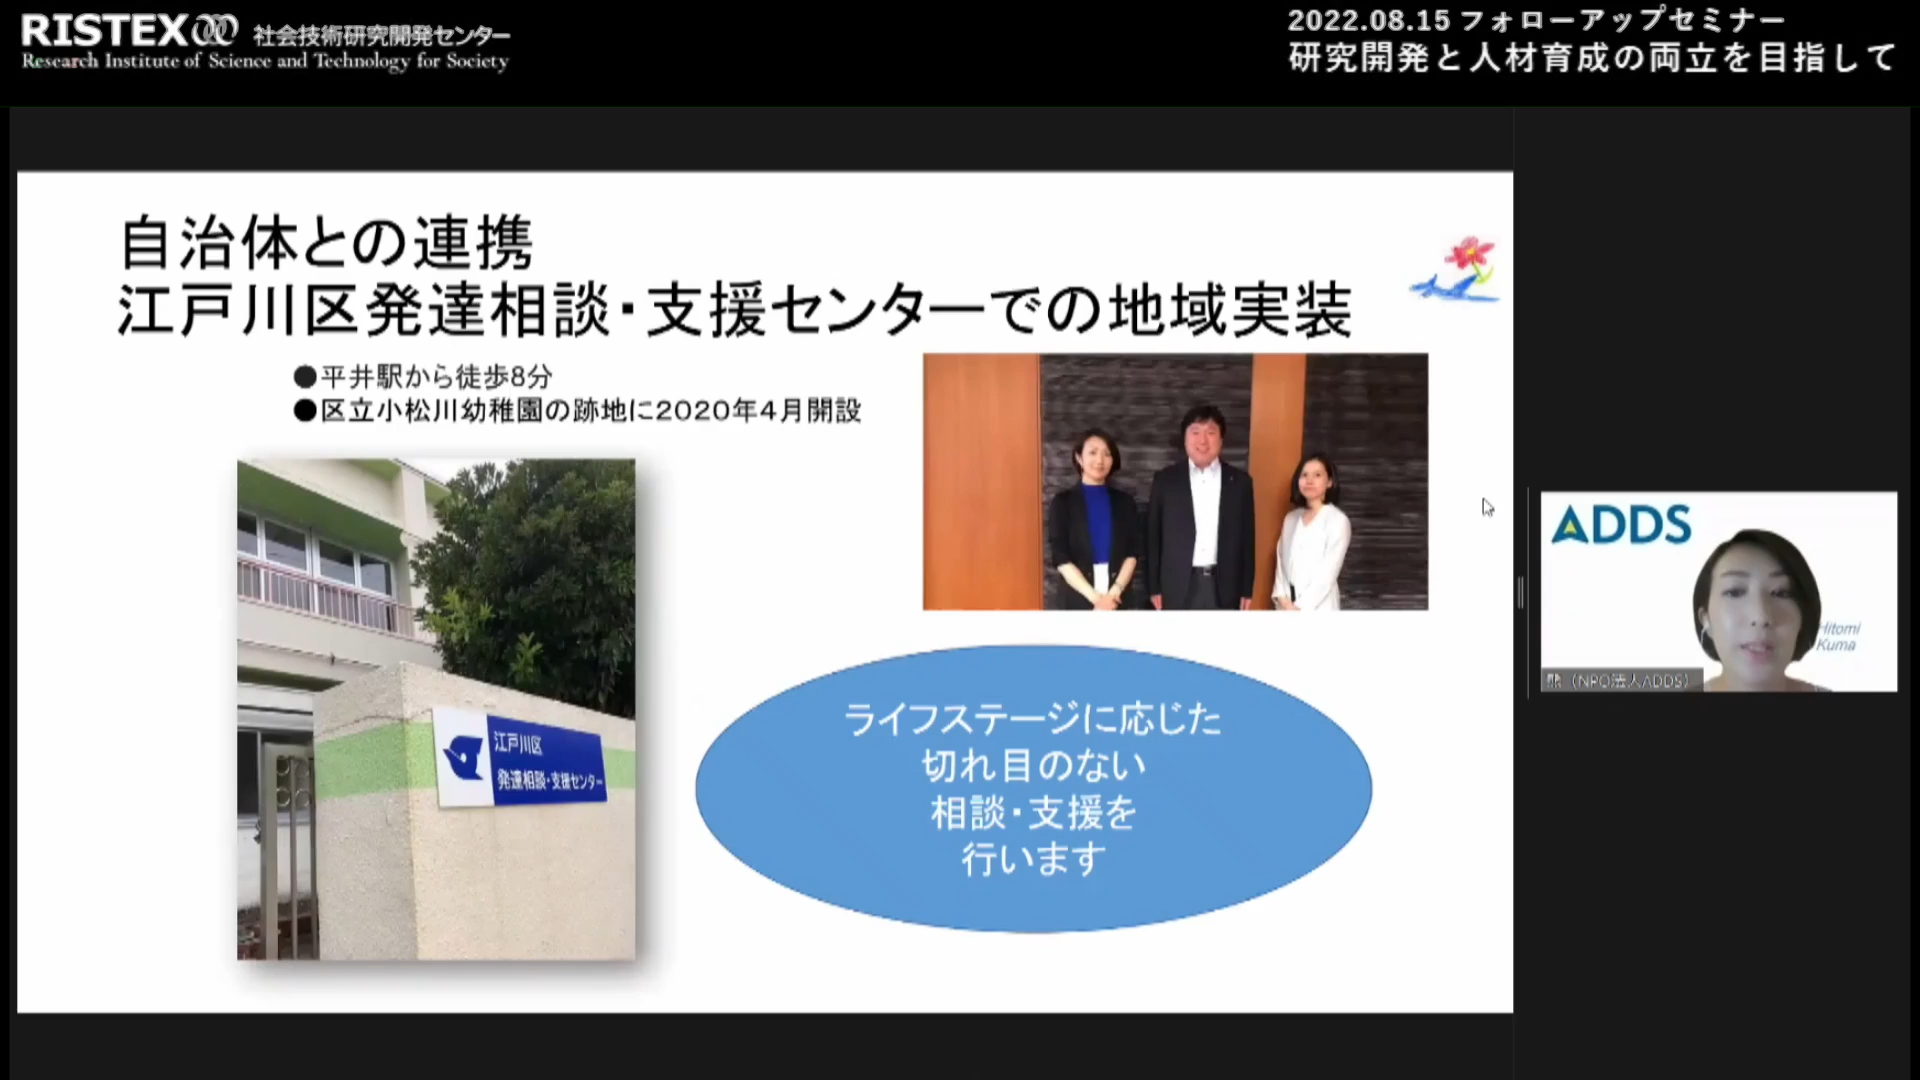 RISTEX 社会技術研究開発センター
Research Institute of Science and Technology for Society
2022.08.15 フォローアップセミナー
研究開発と人材育成の両立を目指して
自治体との連携
江戸川区発達相談・支援センターでの地域実装
●平井駅から徒歩8分
●区立小松川幼稚園の跡地に2020年4月開設
江戸川区
発達相談・支援センター
ライフステージに応じた
切れ目のない
相談・支援を
行います
ADDS
Hitomi
Kuma
熊（NPO法人ADDS）